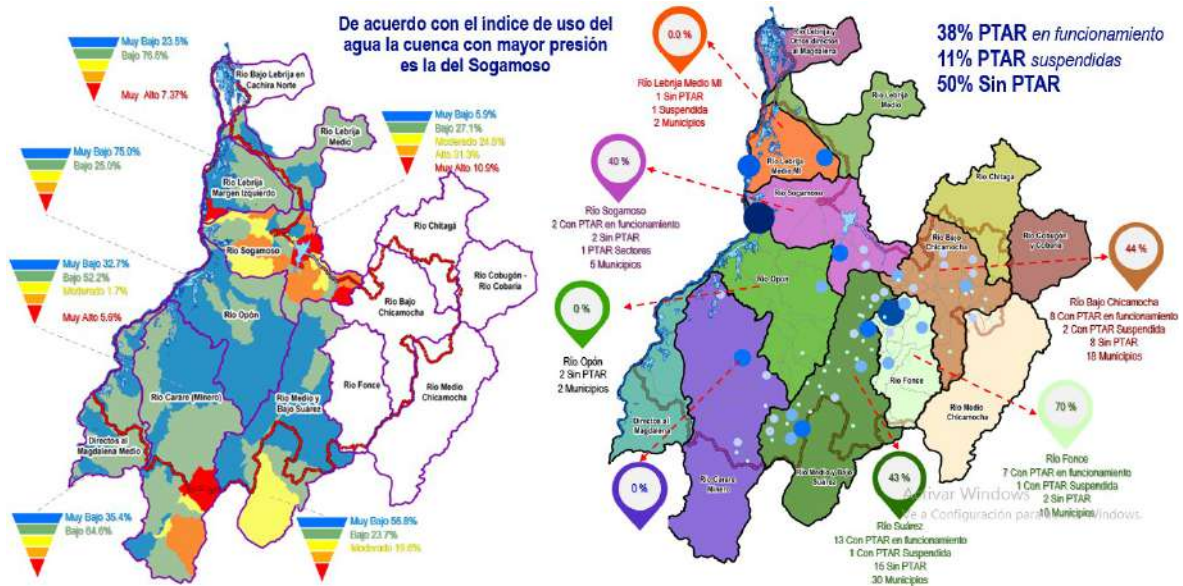 De acuerdo con el indice de uso del
agua la cuenca con mayor presión
es la del Sogamoso
Muy Bajo 23.5%
Bajo 76.5%
Muy Alto 7.37%
Río Bajo Lebrija en
Cachira Norte
Río Lebrija
Medio
Muy Bajo 5.9%
Bajo 27.1%
Moderado 24.8%
Alto 31.3%
Muy Alto 10.9%
Muy Bajo 75.0%
Bajo 25.0%
Río Lebrija
Margen Izquierdo
Río Sogamoso
Río Chitagá
Río Cobugón -
Río Cobaria
Río Bajo
Chicamocha
Muy Bajo 32.7%
Bajo 52.2%
Moderado 1.7%
Muy Alto 5.9%
Río Opón
Río Fonce
Río Medio
Chicamocha
Río Carare (Minero)
Río Medio y
Bajo Suárez
Directos al
Magdalena Medio
Muy Bajo 35.4%
Bajo 64.6%
Muy Bajo 56.8%
Bajo 23.7%
Moderado 19.6%
38% PTAR en funcionamiento
11% PTAR suspendidas
50% Sin PTAR
Río Lebrija y
Otros directos
al Magdalena
0.0 %
Río Lebrija Medio MI
1 Sin PTAR
1 Suspendida
2 Municipios
Río Lebrija
Medio
Río Lebrija
Medio MI
40 %
Río Sogamoso
2 Con PTAR en funcionamiento
2 Sin PTAR
1 PTAR Sectores
5 Municipios
Río Sogamoso
Río Chitaga
Río Bajo
Chicamocha
Río Cobugón y
Cobaria
44 %
Río Bajo Chicamocha
8 Con PTAR en funcionamiento
2 Con PTAR Suspendida
8 Sin PTAR
18 Municipios
0 %
Río Opón
2 Sin PTAR
2 Municipios
Río Opón
Río Fonce
Río Medio
Chicamocha
70 %
Río Fonce
7 Con PTAR en funcionamiento
1 Con PTAR Suspendida
2 Sin PTAR
10 Municipios
Directos al
Magdalena
Río Carare
Minero
Río Medio y Bajo
Suárez
0 %
43 %
Río Suárez
13 Con PTAR en funcionamiento
1 Con PTAR Suspendida
16 Sin PTAR
30 Municipios
Activar Windows
Ve a Configuración para Windows.